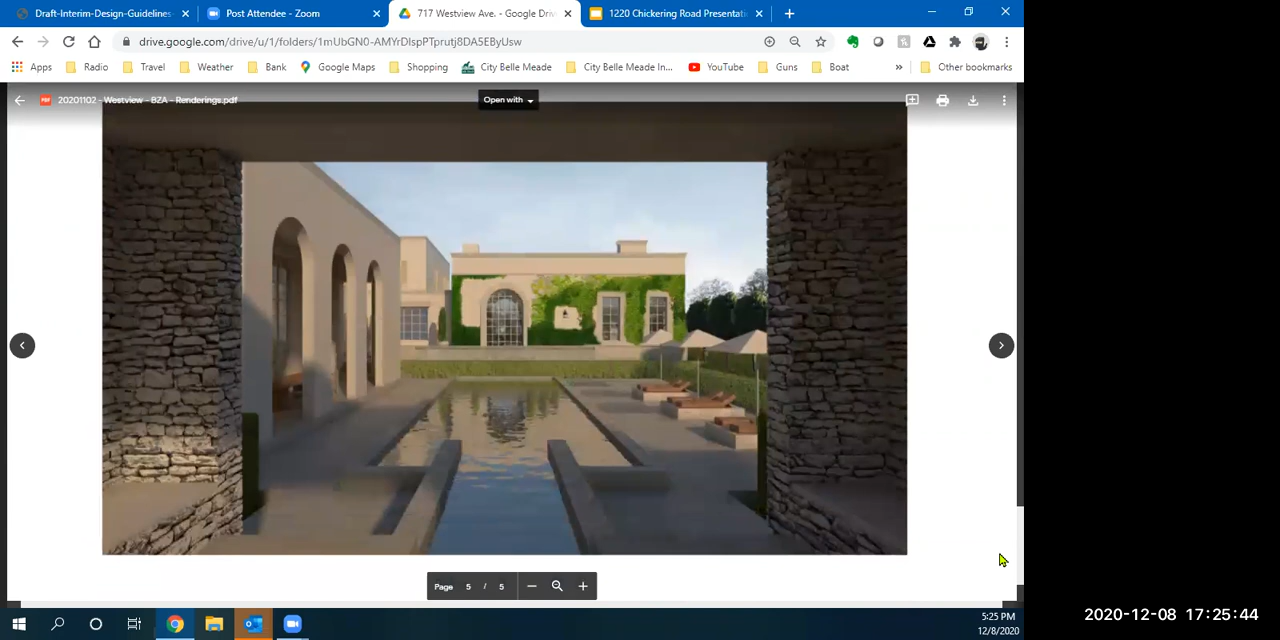 Draft-Interim-Design-Guidelines-
Post Attendee - Zoom
717 Westview Ave. - Google Driv
1220 Chickering Road Presentati
drive.google.com/drive/u/1/folders/1mUbGN0-AMYrDIspPTprutj8DA5EByUsw
Apps Radio Travel Weather Bank Google Maps Shopping City Belle Meade City Belle Meade In... YouTube Guns Boat » Other bookmarks
PDF 20201102 - Westview - BZA - Renderings.pdf
Open with
Page 5 / 5
5:25 PM
12/8/2020
2020-12-08 17:25:44